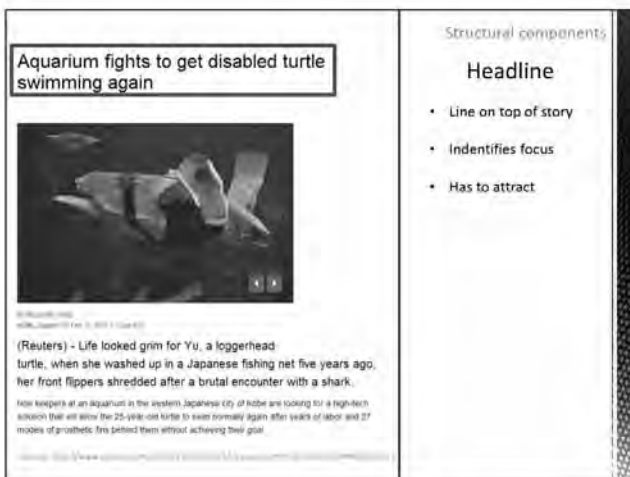 Aquarium fights to get disabled turtle
swimming again
(Reuters) - Life looked grim for Yu, a loggerhead
turtle, when she washed up in a Japanese fishing net five years ago,
her front flippers shredded after a brutal encounter with a shark.
Now keepers at an aquarium in the western Japanese city of Kobe are looking for a high-tech
solution that will allow the 25-year-old turtle to swim normally again after years of labor and 27
models of prosthetic fins behind them without achieving their goal.
Structural components
Headline
• Line on top of story
• Indentifies focus
• Has to attract